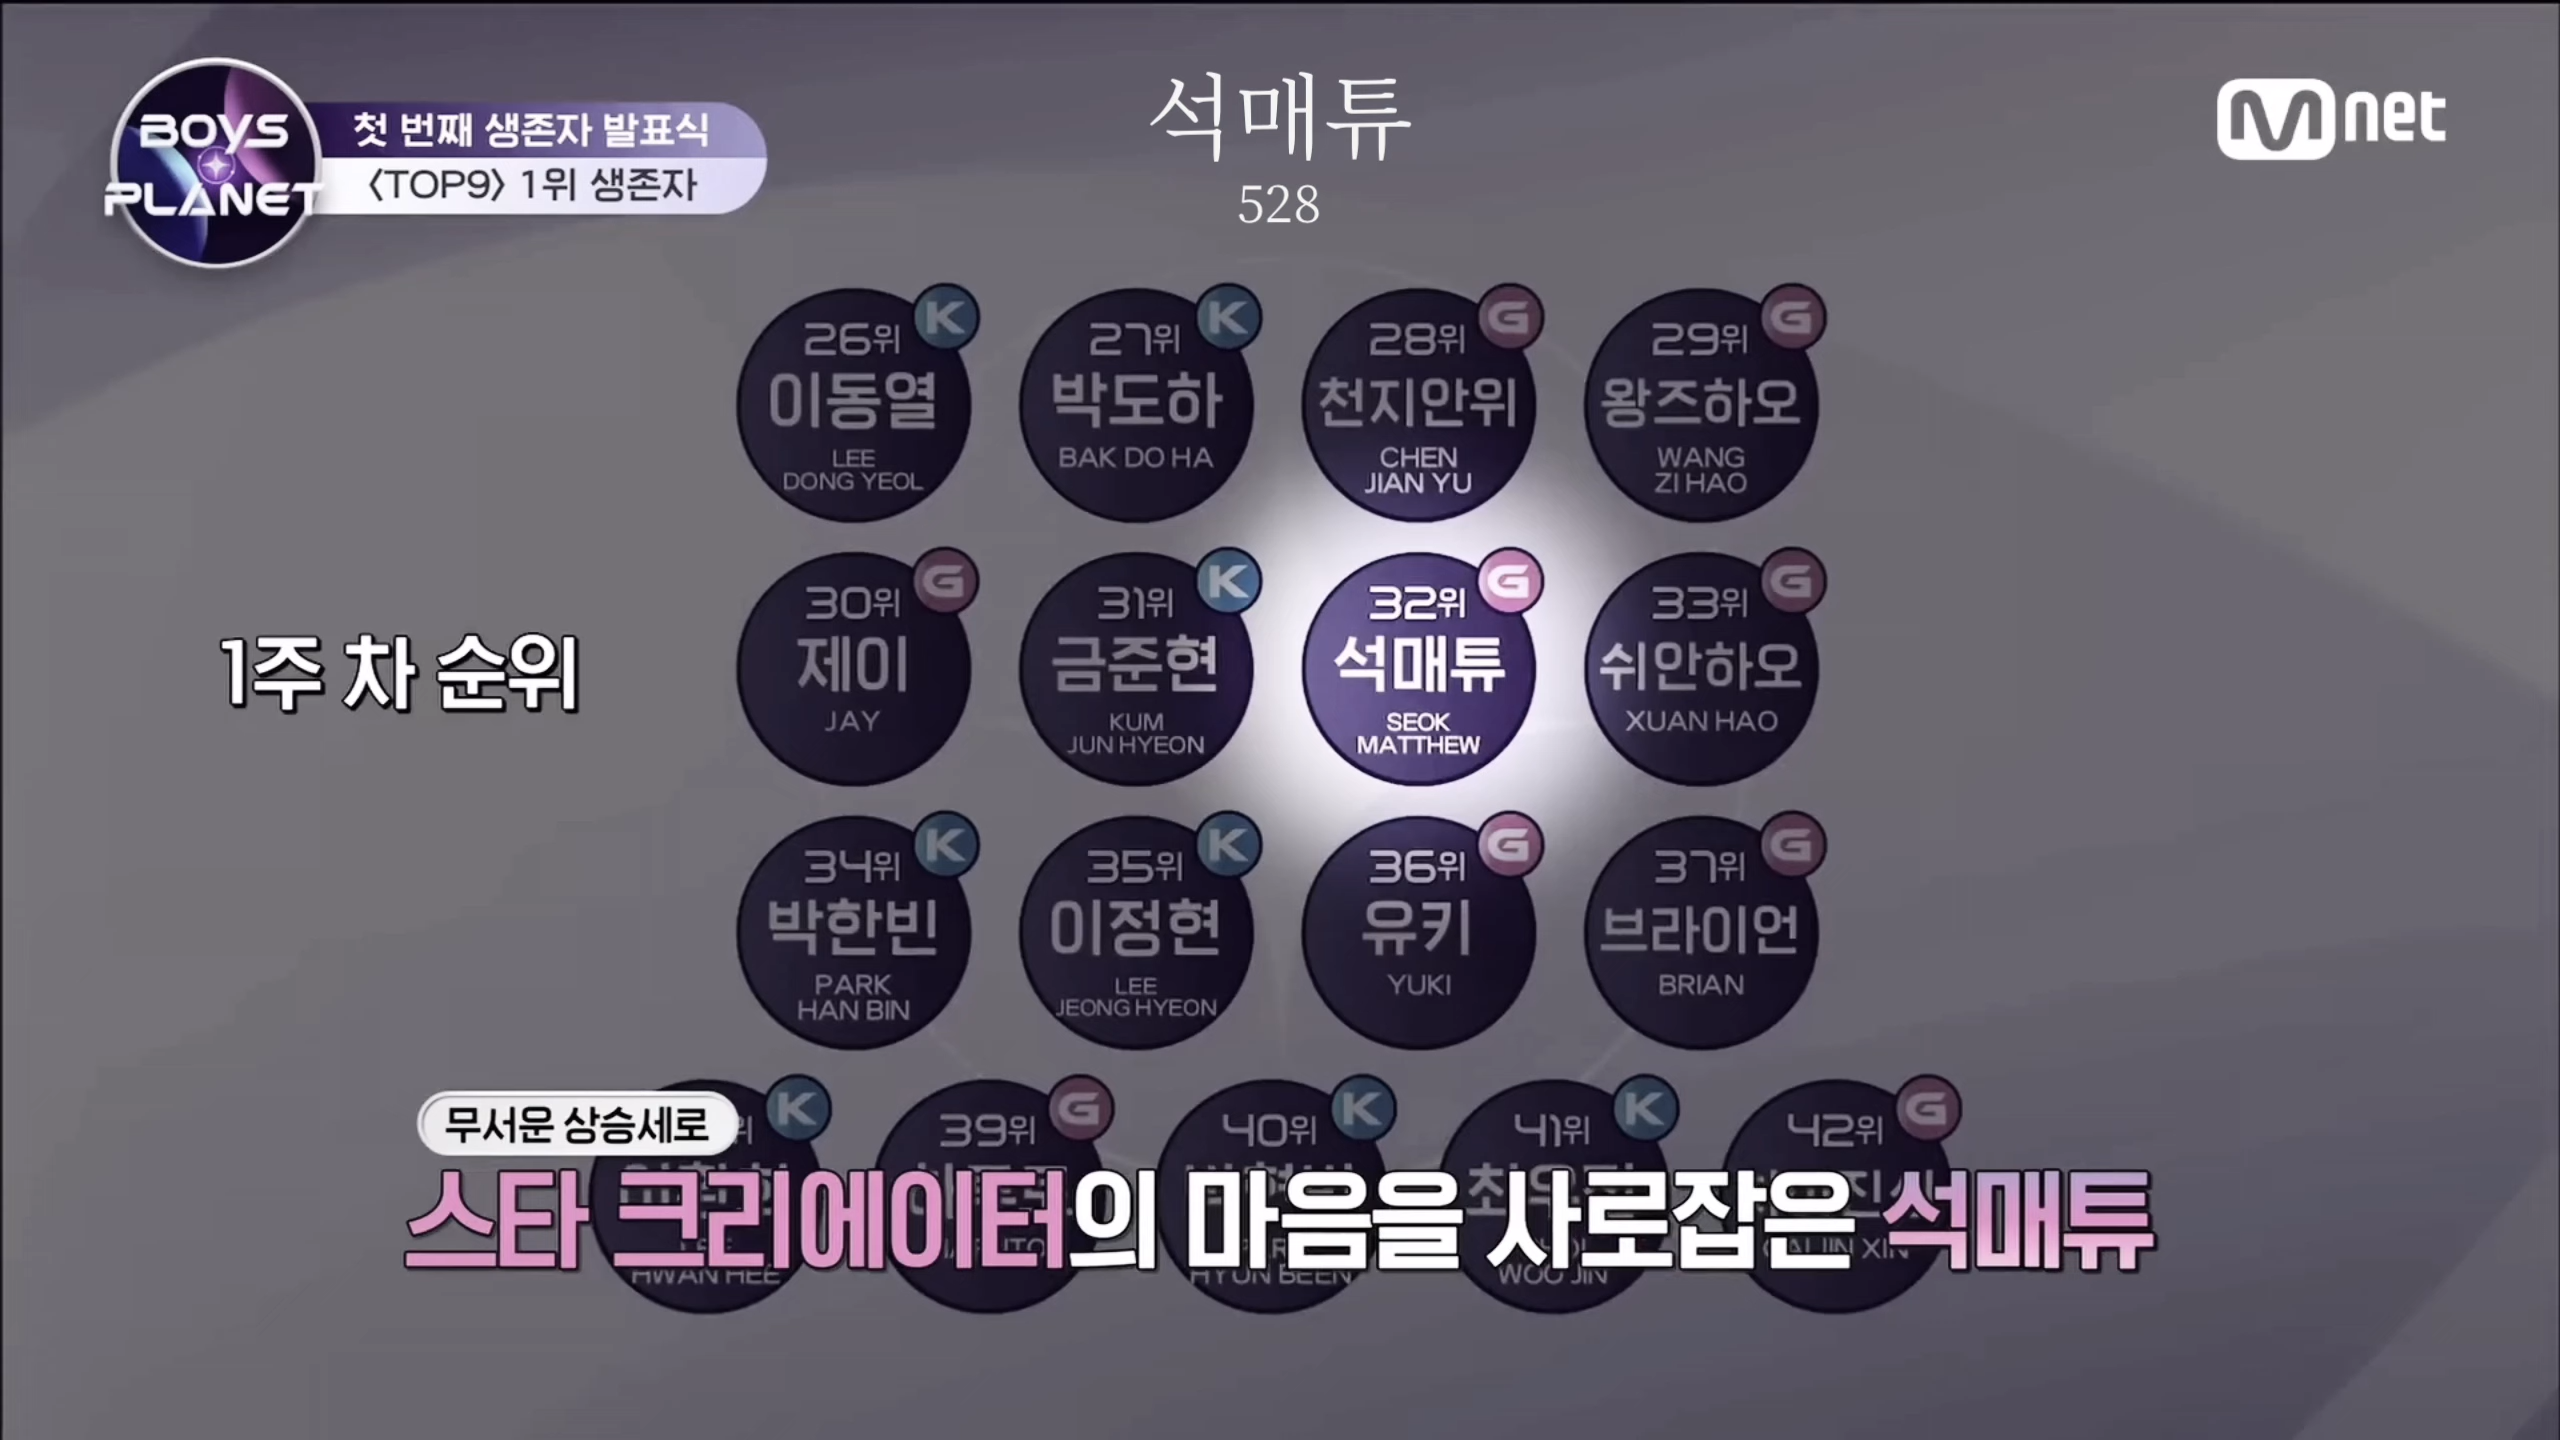 BOYS
PLANET
첫 번째 생존자 발표식
〈TOP9〉 1위 생존자
석매튜
528
Mnet
26위
K
이동열
LEE
DONG YEOL
27위
K
박도하
BAK DO HA
28위
G
천지안위
CHEN
JIAN YU
29위
G
왕즈하오
WANG
ZI HAO
1주 차 순위
30위
G
제이
JAY
31위
K
금준현
KUM
JUN HYEON
32위
G
석매튜
SEOK
MATTHEW
33위
G
쉬안하오
XUAN HAO
34위
K
박한빈
PARK
HAN BIN
35위
K
이정현
LEE
JEONG HYEON
36위
G
유키
YUKI
37위
G
브라이언
BRIAN
K
39위
G
40위
K
41위
K
42위
G
무서운 상승세로
스타 크리에이터의 마음을 사로잡은 석매튜
HWAN HEE
HYUN BEEN
WOO JIN